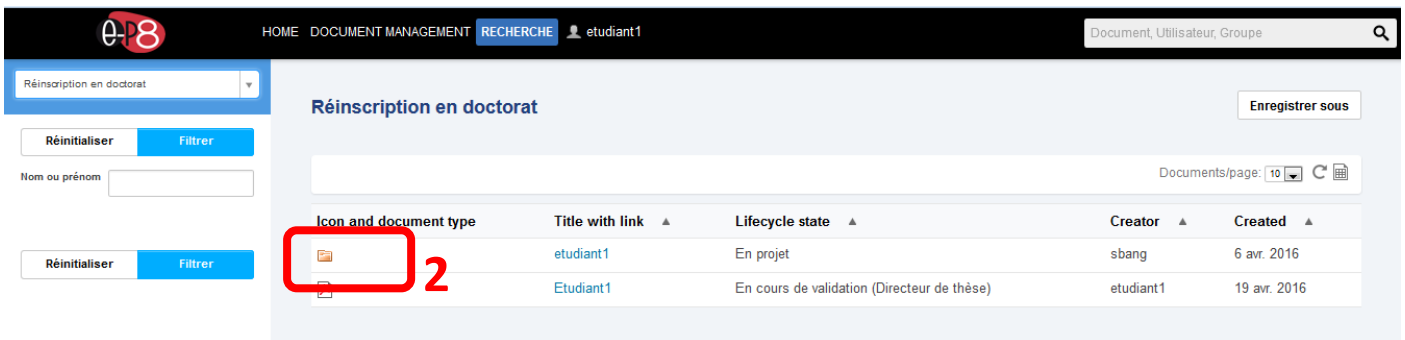 e-P8 HOME DOCUMENT MANAGEMENT RECHERCHE etudiant1 Document, Utilisateur, Groupe
Réinscription en doctorat
Réinscription en doctorat Enregistrer sous
Réinitialiser Filtrer
Nom ou prénom
Documents/page: 10
Icon and document type Title with link Lifecycle state Creator Created
etudiant1 En projet sbang 6 avr. 2016
Réinitialiser Filtrer
2
Etudiant1 En cours de validation (Directeur de thèse) etudiant1 19 avr. 2016